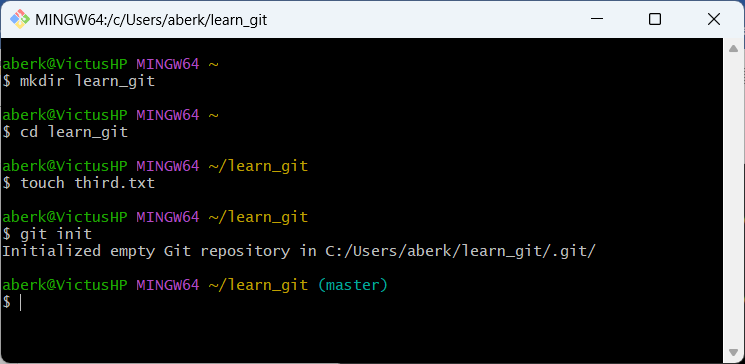 MINGW64:/c/Users/aberk/learn_git
aberk@VictusHP MINGW64 ~
$ mkdir learn_git
aberk@VictusHP MINGW64 ~
$ cd learn_git
aberk@VictusHP MINGW64 ~/learn_git
$ touch third.txt
aberk@VictusHP MINGW64 ~/learn_git
$ git init
Initialized empty Git repository in C:/Users/aberk/learn_git/.git/
aberk@VictusHP MINGW64 ~/learn_git (master)
$